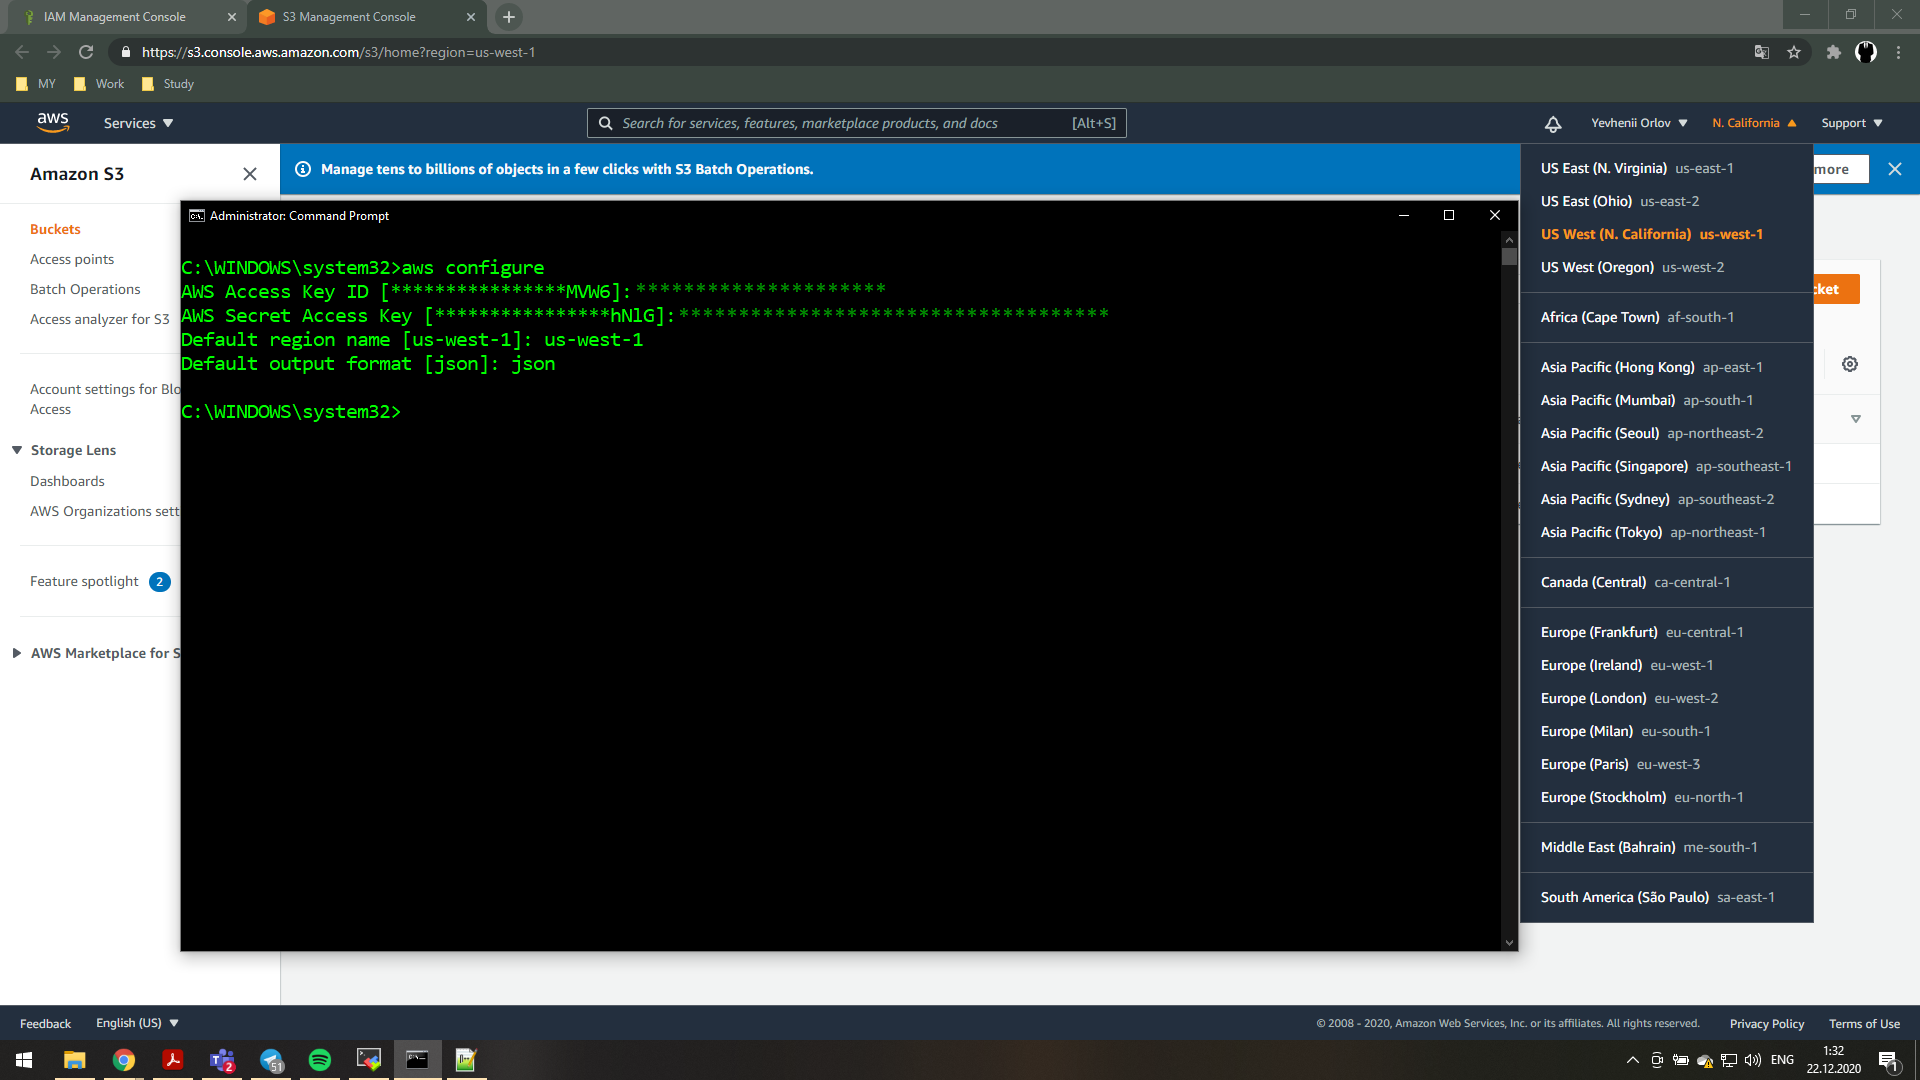 IAM Management Console
S3 Management Console
https://s3.console.aws.amazon.com/s3/home?region=us-west-1
MY
Work
Study
aws
Services
Search for services, features, marketplace products, and docs
[Alt+S]
Yevhenii Orlov
N. California
Support
Amazon S3
Manage tens to billions of objects in a few clicks with S3 Batch Operations.
more
Buckets
Access points
Batch Operations
Access analyzer for S3
Account settings for Blo
Access
Storage Lens
Dashboards
AWS Organizations sett
Feature spotlight 2
AWS Marketplace for S
Administrator: Command Prompt
C:\WINDOWS\system32>aws configure
AWS Access Key ID [****************MVW6]:*********************
AWS Secret Access Key [****************hNlG]:************************************
Default region name [us-west-1]: us-west-1
Default output format [json]: json
C:\WINDOWS\system32>
US East (N. Virginia) us-east-1
US East (Ohio) us-east-2
US West (N. California) us-west-1
US West (Oregon) us-west-2
Africa (Cape Town) af-south-1
Asia Pacific (Hong Kong) ap-east-1
Asia Pacific (Mumbai) ap-south-1
Asia Pacific (Seoul) ap-northeast-2
Asia Pacific (Singapore) ap-southeast-1
Asia Pacific (Sydney) ap-southeast-2
Asia Pacific (Tokyo) ap-northeast-1
Canada (Central) ca-central-1
Europe (Frankfurt) eu-central-1
Europe (Ireland) eu-west-1
Europe (London) eu-west-2
Europe (Milan) eu-south-1
Europe (Paris) eu-west-3
Europe (Stockholm) eu-north-1
Middle East (Bahrain) me-south-1
South America (São Paulo) sa-east-1
cket
Feedback
English (US)
© 2008 - 2020, Amazon Web Services, Inc. or its affiliates. All rights reserved.
Privacy Policy
Terms of Use
2
51
ENG
1:32
22.12.2020
1